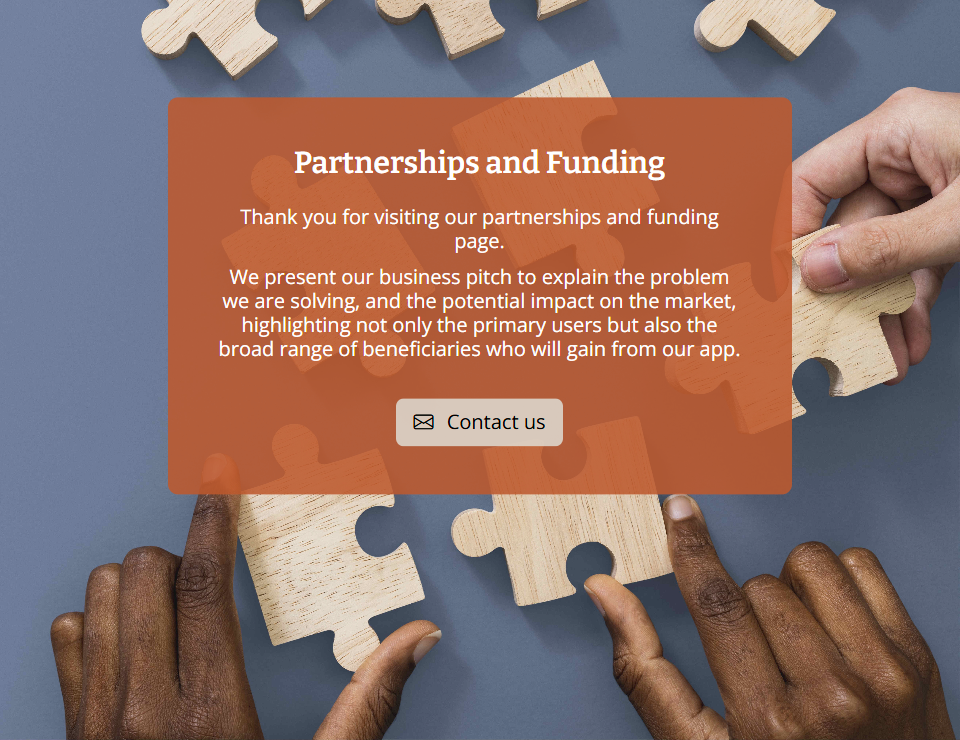 Partnerships and Funding
Thank you for visiting our partnerships and funding
page.
We present our business pitch to explain the problem
we are solving, and the potential impact on the market,
highlighting not only the primary users but also the
broad range of beneficiaries who will gain from our app.
Contact us